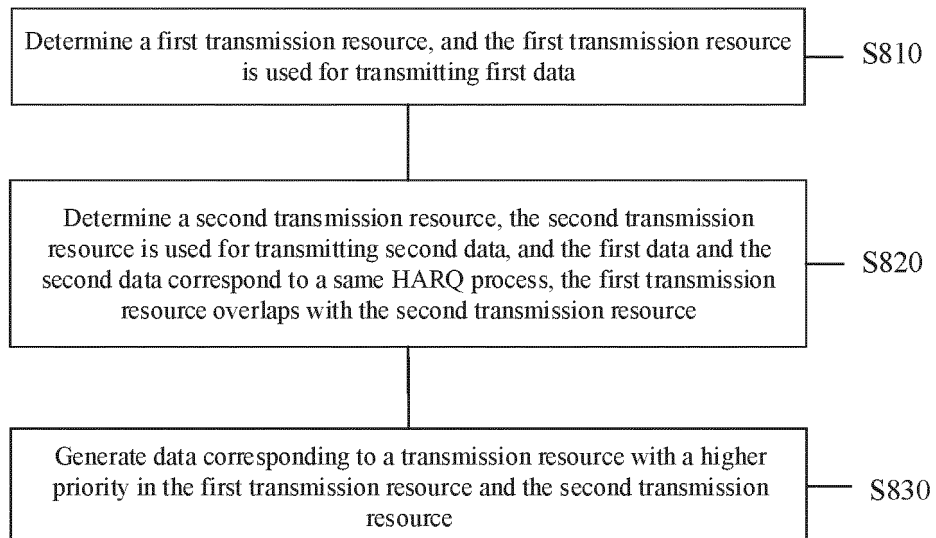 Determine a first transmission resource, and the first transmission resource
is used for transmitting first data
S810
Determine a second transmission resource, the second transmission
resource is used for transmitting second data, and the first data and the
second data correspond to a same HARQ process, the first transmission
resource overlaps with the second transmission resource
S820
Generate data corresponding to a transmission resource with a higher
priority in the first transmission resource and the second transmission
resource
S830